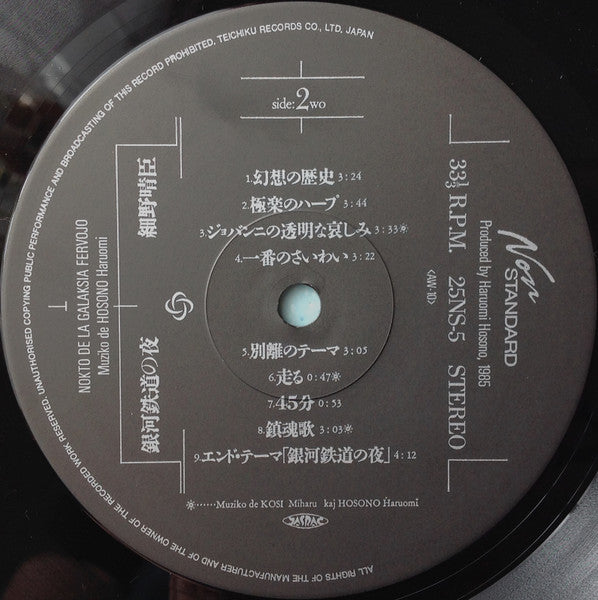 UNAUTHORISED COPYING PUBLIC PERFORMANCE AND BROADCASTING OF THIS RECORD PROHIBITED. TEICHIKU RECORDS CO., LTD. JAPAN
side:2wo
1.幻想の歴史 3:24
2.極楽のハープ 3:44
3.ジョバンニの透明な哀しみ 3:33※
4.一番のさいわい 3:22
5.別離のテーマ 3:05
6.走る 0:47※
7.45分 0:53
8.鎮魂歌 3:03※
9.エンド・テーマ「銀河鉄道の夜」 4:12
※……Muziko de KOSI Miharu kaj HOSONO Haruomi
JASRAC
NOKTO DE LA GALAKSIA FERVOJO
Muziko de HOSONO Haruomi
銀河鉄道の夜
細野晴臣
Non
STANDARD
Produced by Haruomi Hosono, 1985
<AW-10>
33⅓ R.P.M. 25NS-5 STEREO
ALL RIGHTS OF THE MANUFACTURER AND OF THE OWNER OF THE RECORDED WORK RESERVED.